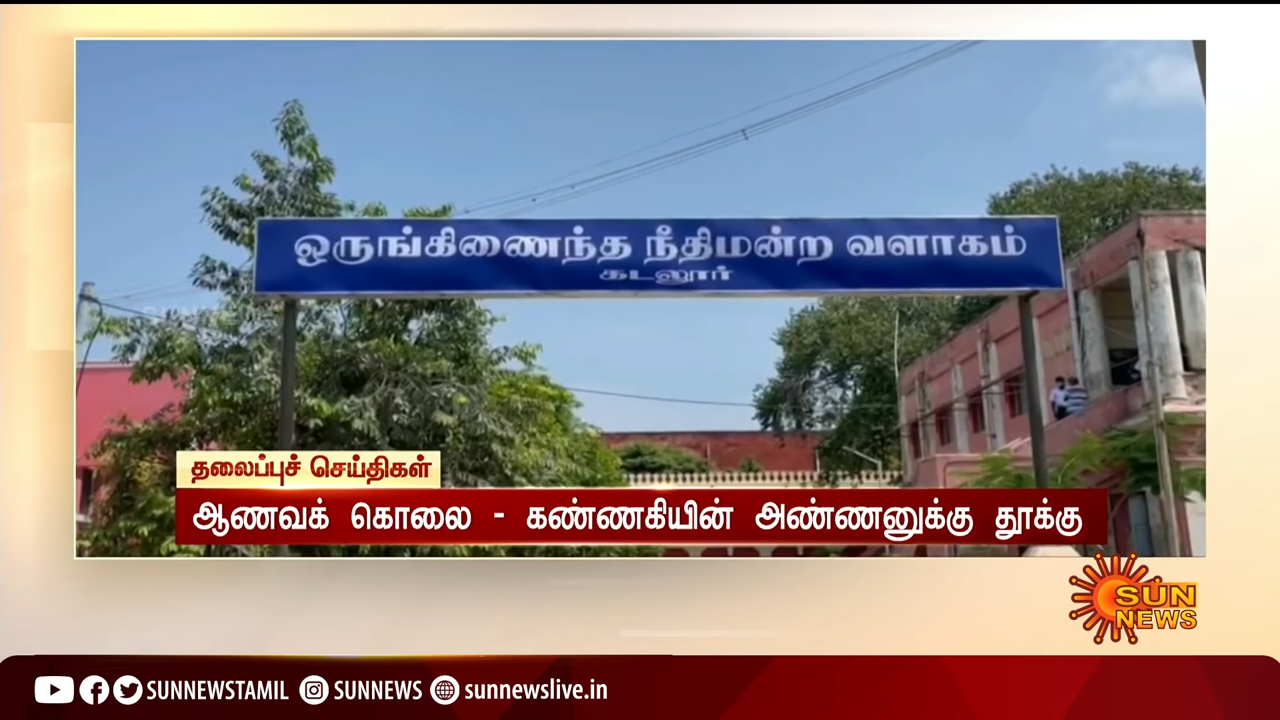 ஒருங்கிணைந்த நீதிமன்ற வளாகம்
கடலூர்
தலைப்புச் செய்திகள்
ஆணவக் கொலை - கண்ணகியின் அண்ணனுக்கு தூக்கு
SUN
NEWS
SUNNEWSTAMIL SUNNEWS sunnewslive.in